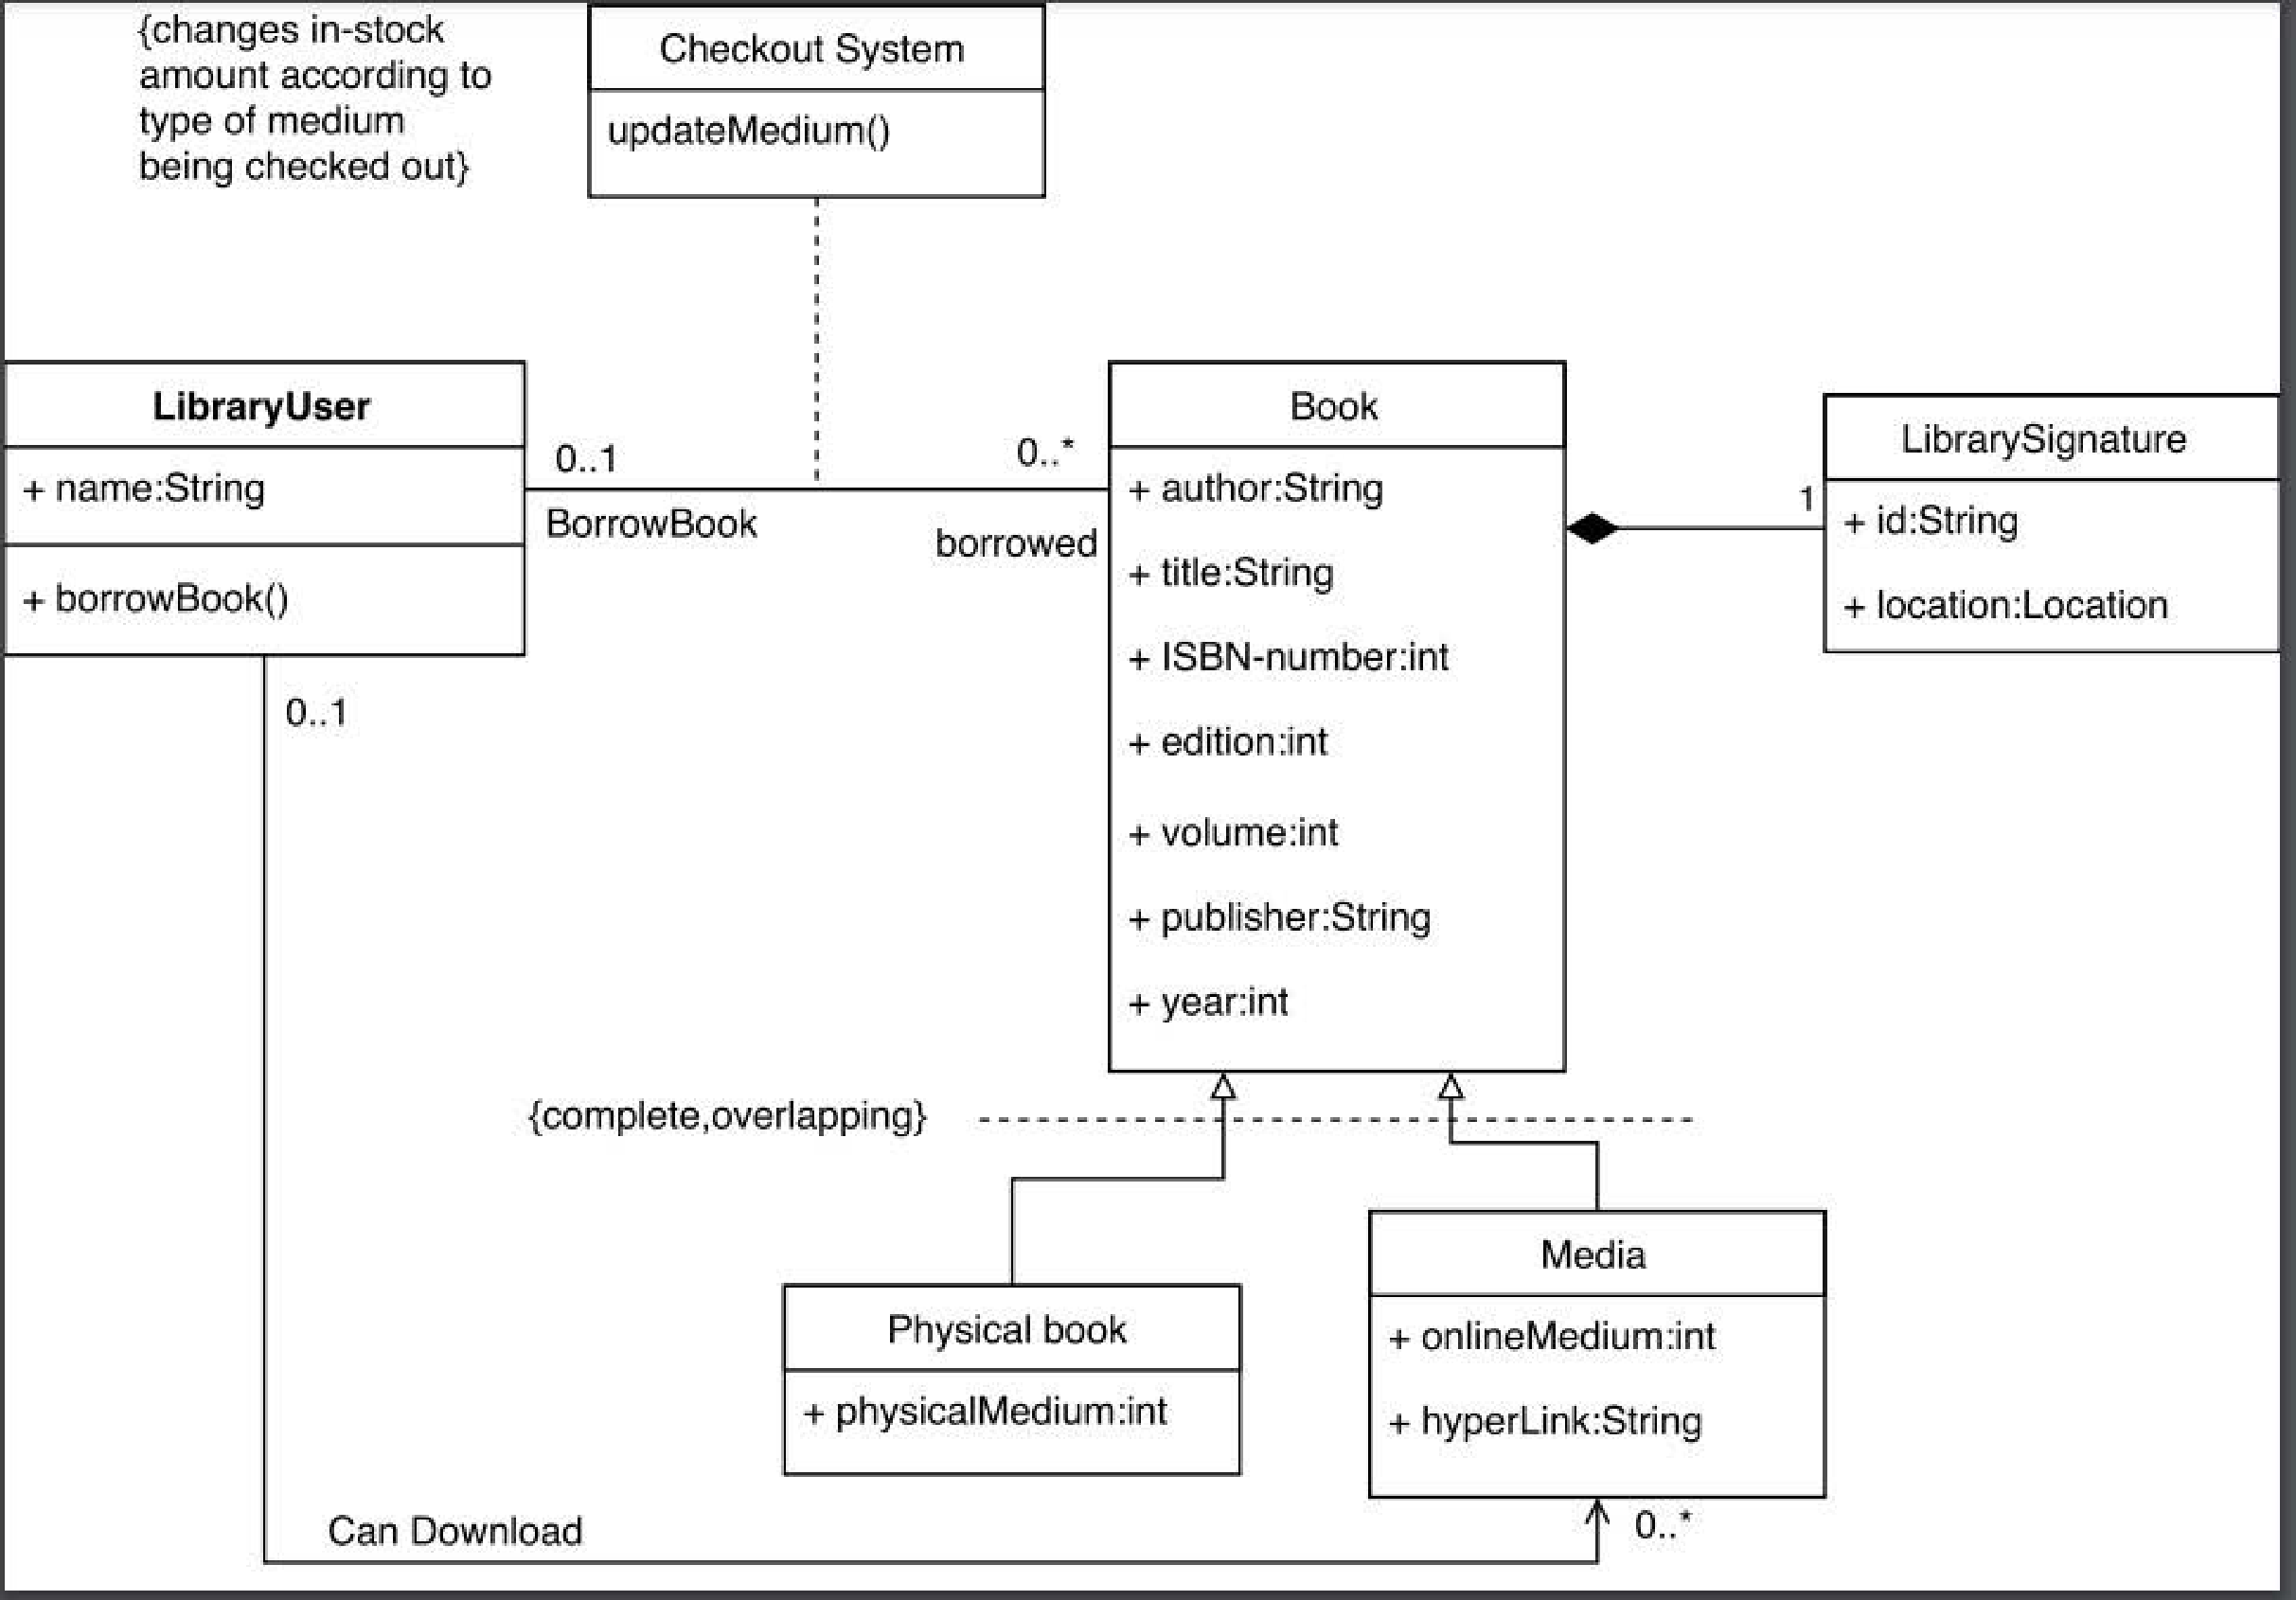 {changes in-stock
amount according to
type of medium
being checked out}
Checkout System
updateMedium()
LibraryUser
+ name:String
+ borrowBook()
0..1
BorrowBook
0..*
borrowed
Book
+ author:String
+ title:String
+ ISBN-number:int
+ edition:int
+ volume:int
+ publisher:String
+ year:int
1
LibrarySignature
+ id:String
+ location:Location
0..1
{complete,overlapping}
Physical book
+ physicalMedium:int
Media
+ onlineMedium:int
+ hyperLink:String
Can Download
0..*